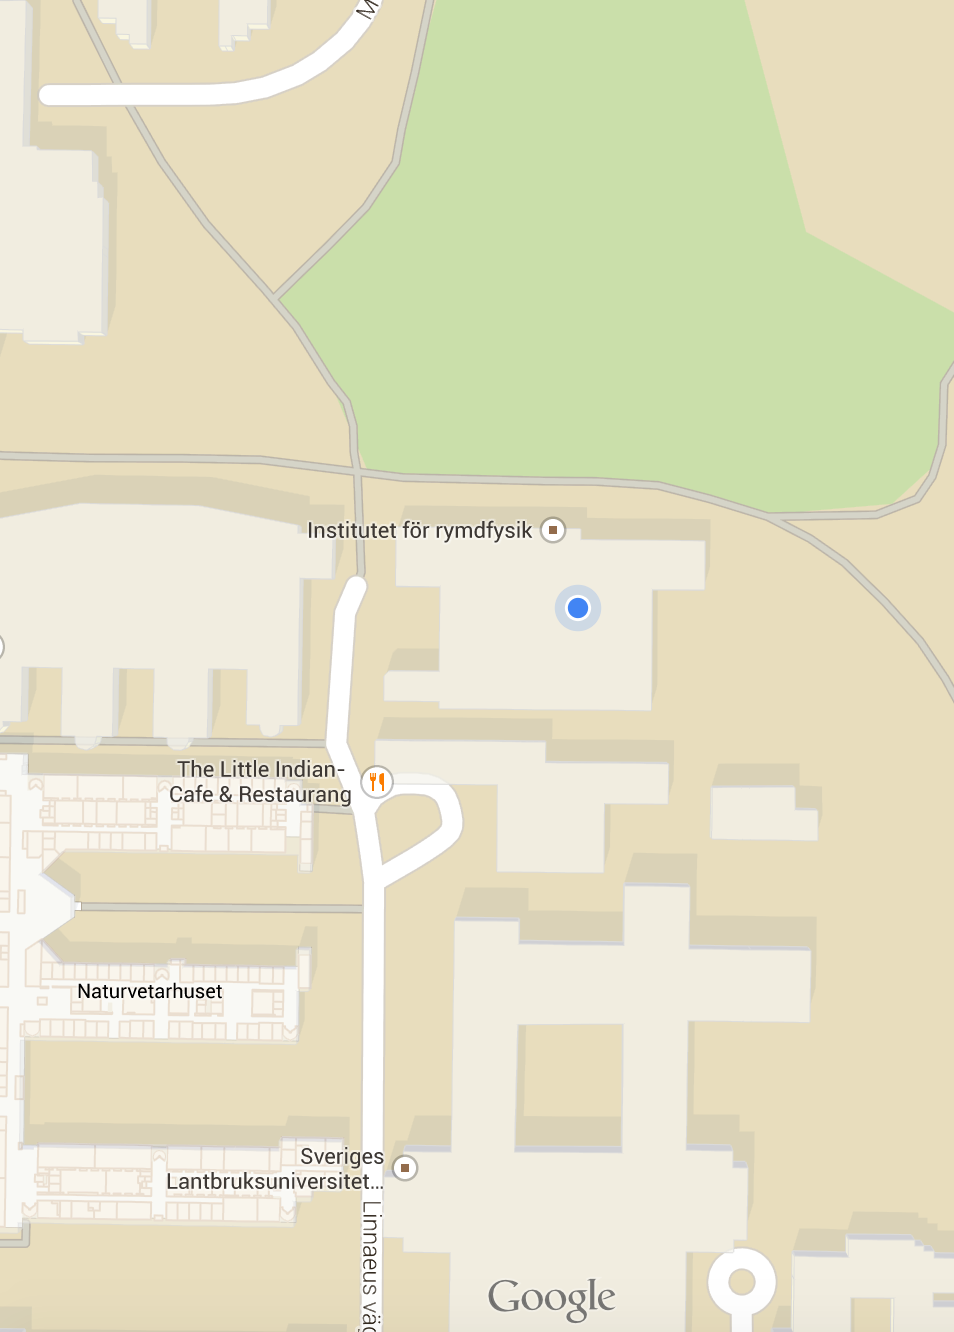 M
Institutet för rymdfysik
The Little Indian-
Cafe & Restaurang
Naturvetarhuset
Sveriges
Lantbruksuniversitet...
Linnaeus väg
Google